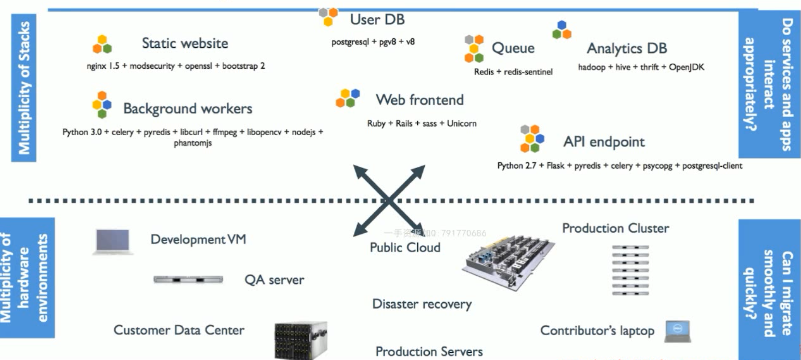 Multiplicity of Stacks
Static website
nginx 1.5 + modsecurity + openssl + bootstrap 2
User DB
postgresql + pgv8 + v8
Queue
Redis + redis-sentinel
Analytics DB
hadoop + hive + thrift + OpenJDK
Background workers
Python 3.0 + celery + pyredis + libcurl + ffmpeg + libopencv + nodejs +
phantomjs
Web frontend
Ruby + Rails + sass + Unicorn
API endpoint
Python 2.7 + Flask + pyredis + celery + psycopg + postgresql-client
Do services and apps
interact
appropriately?
Multiplicity of
hardware
environments
Development VM
QA server
Customer Data Center
791770686
Public Cloud
Disaster recovery
Production Servers
Production Cluster
Contributor's laptop
Can I migrate
smoothly and
quickly?